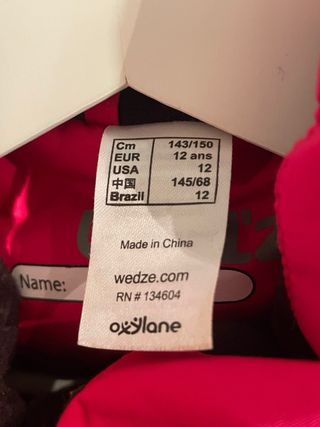 Cm 143/150
EUR 12 ans
USA 12
中国 145/68
Brazil 12
Made in China
Name:
wedze.com
RN # 134604
oxylane